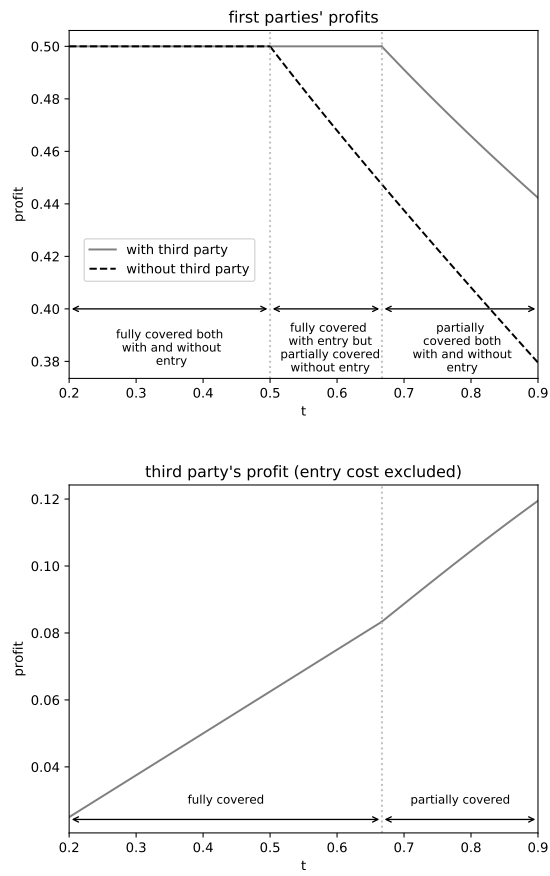 first parties' profits
0.50
0.48
0.46
0.44
0.42
0.40
0.38
profit
with third party
without third party
fully covered both
with and without
entry
fully covered
with entry but
partially covered
without entry
partially
covered both
with and without
entry
0.2 0.3 0.4 0.5 0.6 0.7 0.8 0.9
t
third party's profit (entry cost excluded)
0.12
0.10
0.08
0.06
0.04
profit
fully covered
partially covered
0.2 0.3 0.4 0.5 0.6 0.7 0.8 0.9
t